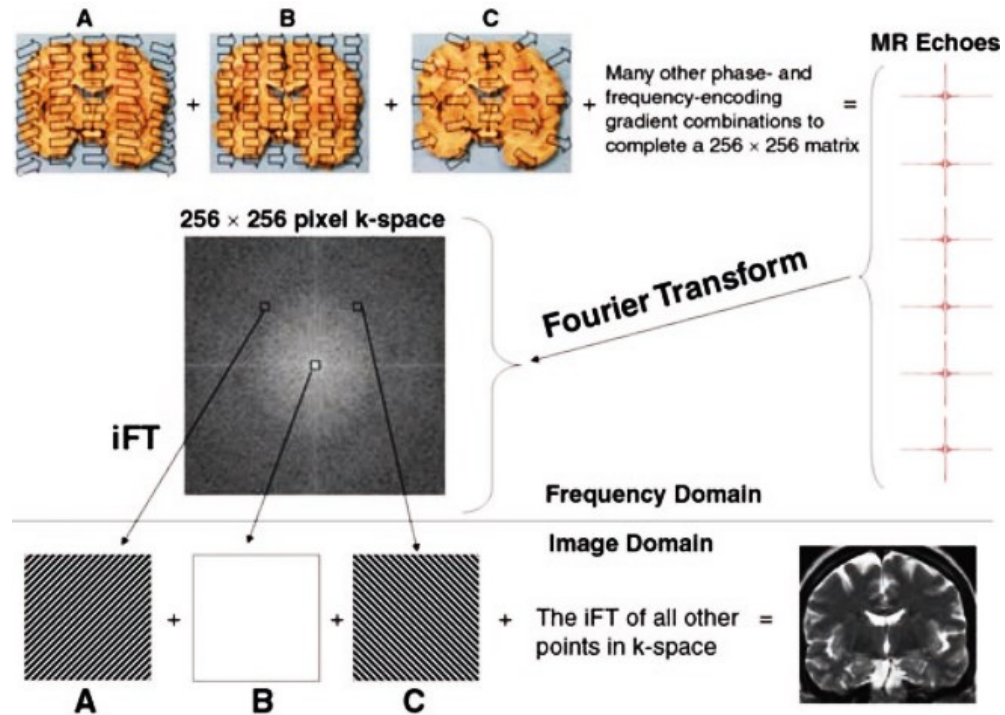 A
B
C
MR Echoes
+
+
+
Many other phase- and
frequency-encoding
gradient combinations to
complete a 256 × 256 matrix
=
256 × 256 pixel k-space
Fourier Transform
iFT
Frequency Domain
Image Domain
+
+
+
The iFT of all other
points in k-space
=
A
B
C